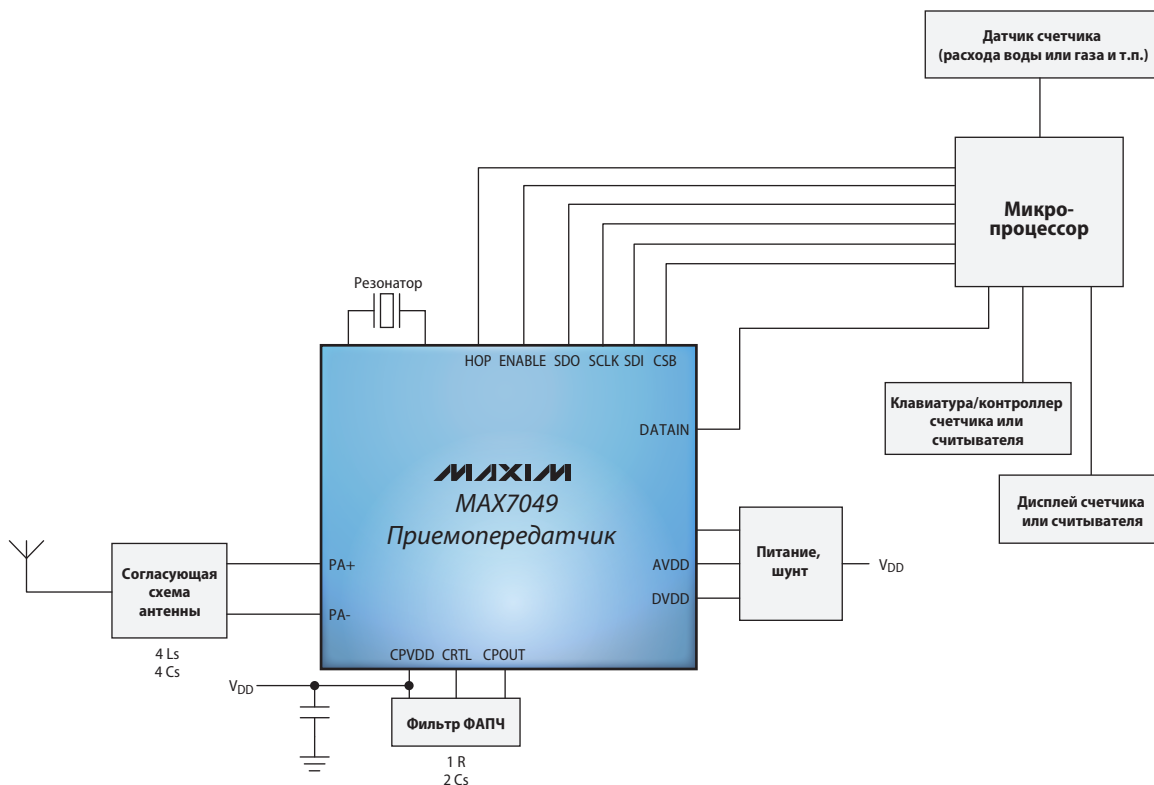 Датчик счетчика
(расхода воды или газа и т.п.)
Микро-
процессор
Резонатор
HOP ENABLE SDO SCLK SDI CSB
DATAIN
Клавиатура/контроллер
счетчика или
считывателя
MAXIM
MAX7049
Приемопередатчик
Дисплей счетчика
или считывателя
Согласующая
схема
антенны
4 Ls
4 Cs
PA+
PA-
AVDD
DVDD
Питание,
шунт
VDD
CPVDD CRTL CPOUT
VDD
Фильтр ФАПЧ
1 R
2 Cs